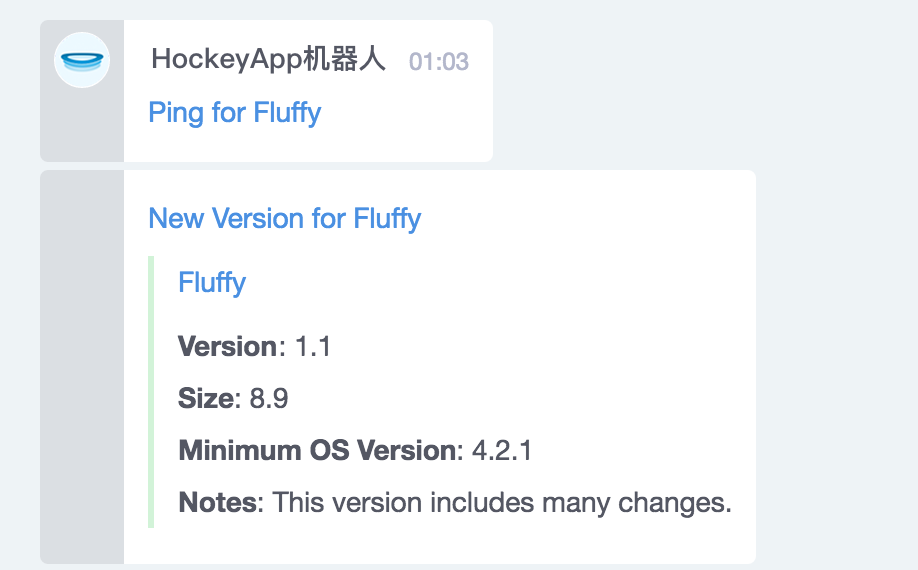 HockeyApp机器人 01:03
Ping for Fluffy
New Version for Fluffy
Fluffy
Version: 1.1
Size: 8.9
Minimum OS Version: 4.2.1
Notes: This version includes many changes.